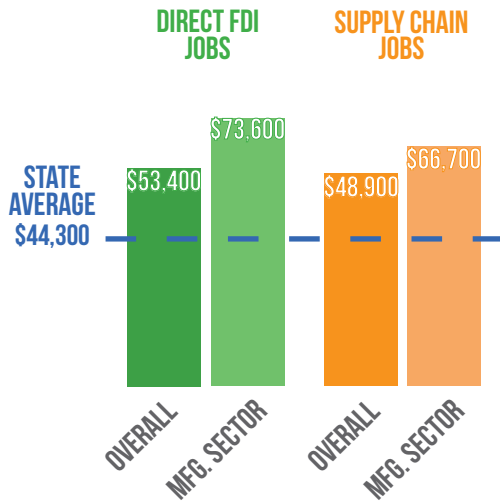 DIRECT FDI
JOBS
SUPPLY CHAIN
JOBS
$73,600
$66,700
$53,400
$48,900
STATE
AVERAGE
$44,300
OVERALL
MFG. SECTOR
OVERALL
MFG. SECTOR